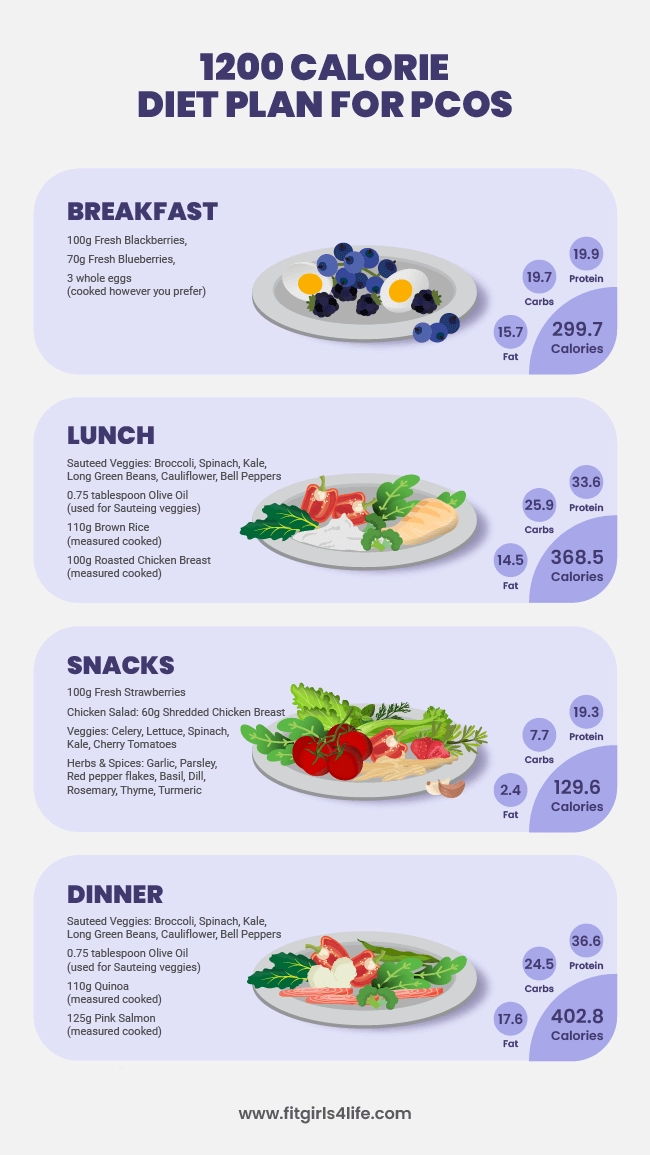 1200 CALORIE
DIET PLAN FOR PCOS
BREAKFAST
100g Fresh Blackberries,
70g Fresh Blueberries,
3 whole eggs
(cooked however you prefer)
19.9
Protein
19.7
Carbs
15.7
Fat
299.7
Calories
LUNCH
Sauteed Veggies: Broccoli, Spinach, Kale,
Long Green Beans, Cauliflower, Bell Peppers
0.75 tablespoon Olive Oil
(used for Sauteing veggies)
110g Brown Rice
(measured cooked)
100g Roasted Chicken Breast
(measured cooked)
33.6
Protein
25.9
Carbs
14.5
Fat
368.5
Calories
SNACKS
100g Fresh Strawberries
Chicken Salad: 60g Shredded Chicken Breast
Veggies: Celery, Lettuce, Spinach,
Kale, Cherry Tomatoes
Herbs & Spices: Garlic, Parsley,
Red pepper flakes, Basil, Dill,
Rosemary, Thyme, Turmeric
19.3
Protein
7.7
Carbs
2.4
Fat
129.6
Calories
DINNER
Sauteed Veggies: Broccoli, Spinach, Kale,
Long Green Beans, Cauliflower, Bell Peppers
0.75 tablespoon Olive Oil
(used for Sauteing veggies)
110g Quinoa
(measured cooked)
125g Pink Salmon
(measured cooked)
36.6
Protein
24.5
Carbs
17.6
Fat
402.8
Calories
www.fitgirls4life.com